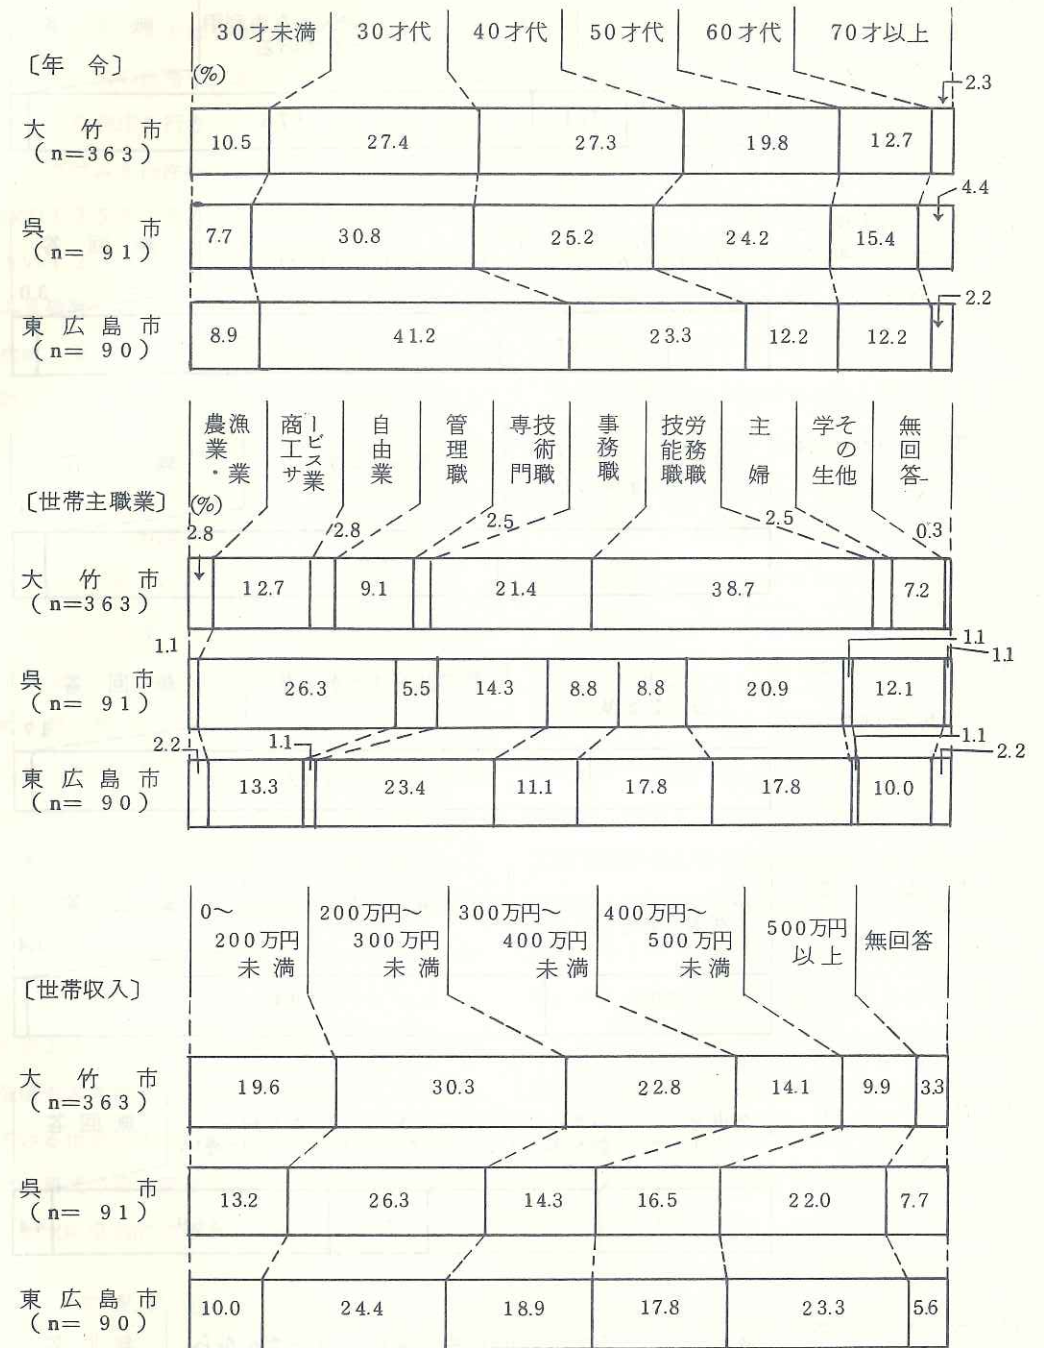 30才未満 30才代 40才代 50才代 60才代 70才以上
〔年 令〕
(%)
2.3
大竹市 10.5 27.4 27.3 19.8 12.7
(n=363)
4.4
呉市 7.7 30.8 25.2 24.2 15.4
(n= 91)
2.2
東広島市 8.9 41.2 23.3 12.2 12.2
(n= 90)
農業・漁業 商工サービス業 自由業 管理職 専門技術職 事務職 技能職労務職 主婦 学生その他 無回答
〔世帯主職業〕
(%)
2.8 2.8 2.5 2.5 0.3
大竹市 12.7 9.1 21.4 38.7 7.2
(n=363)
1.1 1.1 1.1
呉市 26.3 5.5 14.3 8.8 8.8 20.9 12.1
(n= 91)
2.2 1.1 1.1 2.2
東広島市 13.3 23.4 11.1 17.8 17.8 10.0
(n= 90)
0〜200万円未満 200万円〜300万円未満 300万円〜400万円未満 400万円〜500万円未満 500万円以上 無回答
〔世帯収入〕
大竹市 19.6 30.3 22.8 14.1 9.9 3.3
(n=363)
呉市 13.2 26.3 14.3 16.5 22.0 7.7
(n= 91)
東広島市 10.0 24.4 18.9 17.8 23.3 5.6
(n= 90)